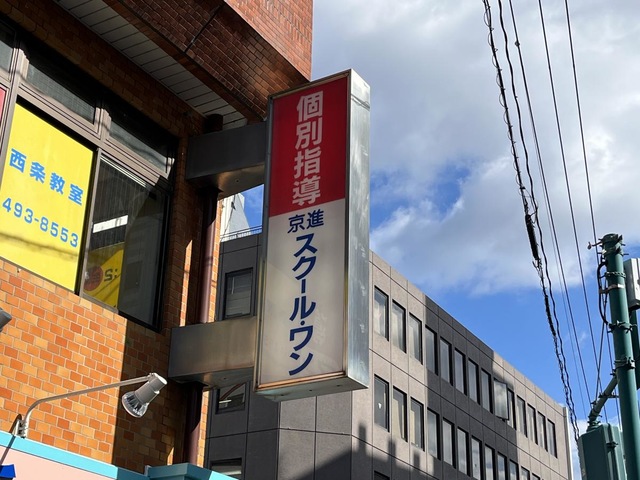 西条教室
493-8553
個別指導
京進
スクール・ワン